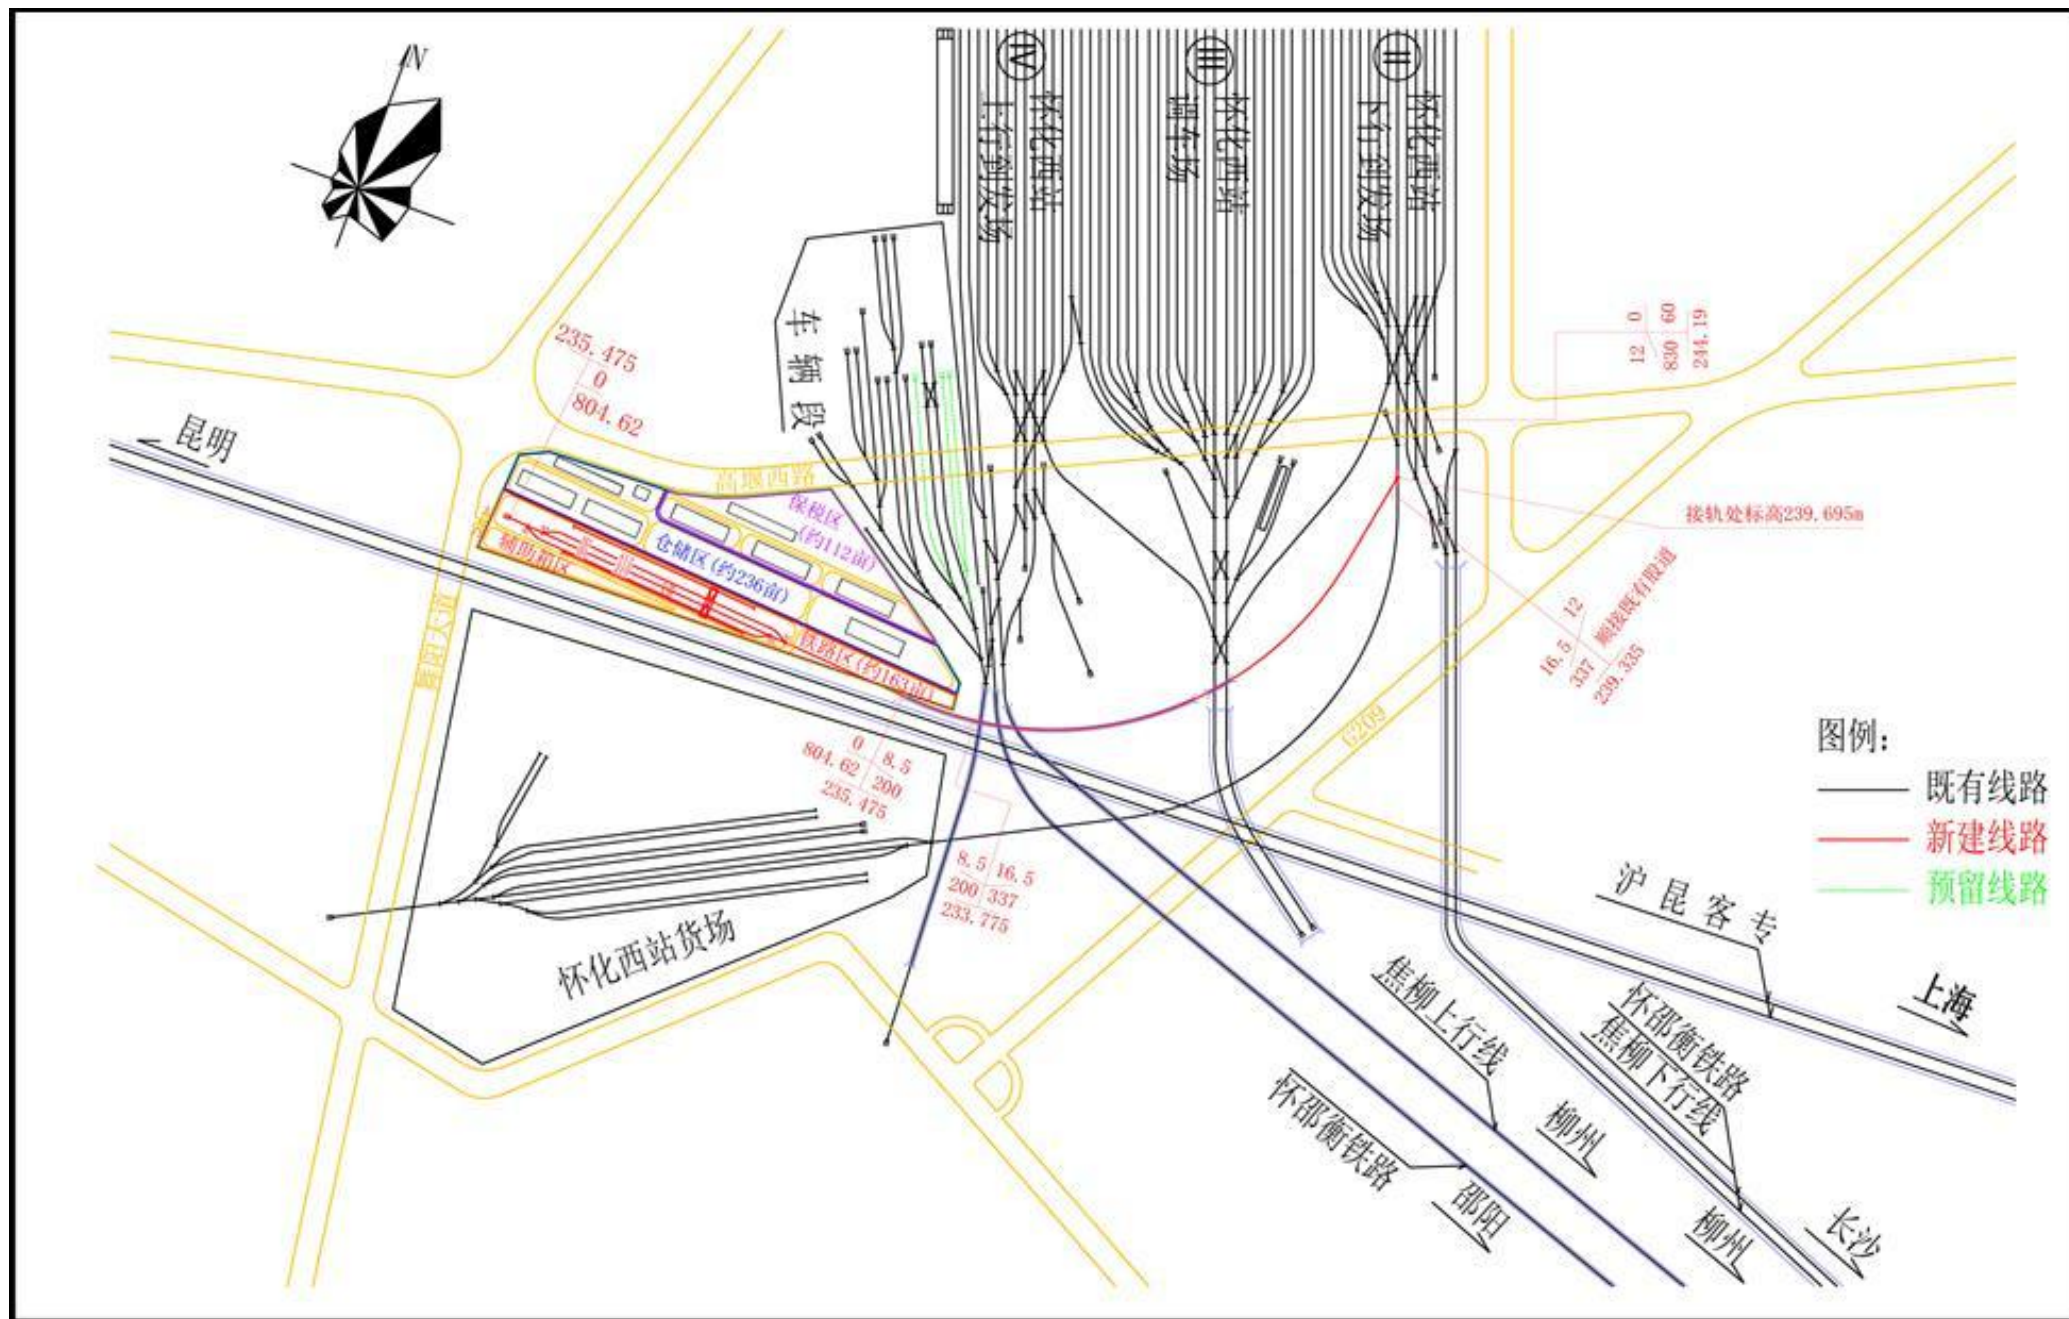 N
Ⅳ
怀化西站
上行到发场
Ⅲ
怀化西站
调车场
Ⅱ
怀化西站
下行到发场
车辆段
235.475
0
804.62
12 0
830 60
244.19
昆明
高堰西路
保税区
(约112亩)
仓储区(约236亩)
辅助箱区
铁路区(约163亩)
接轨处标高239.695m
顺接既有股道
16.5 12
337
239.335
G209
0 8.5
804.62 200
235.475
8.5 16.5
200 337
233.775
怀化西站货场
图例：
既有线路
新建线路
预留线路
沪昆客专
上海
焦柳上行线
怀邵衡铁路
焦柳下行线
怀邵衡铁路
柳州
邵阳
柳州
长沙